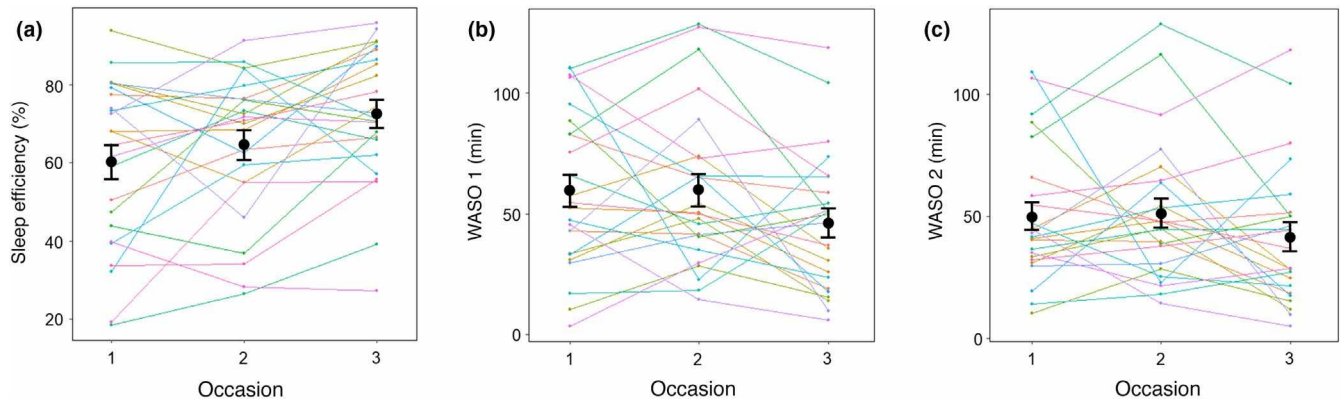 (a)
Sleep efficiency (%)
80
60
40
20
1 2 3
Occasion
(b)
WASO 1 (min)
100
50
0
1 2 3
Occasion
(c)
WASO 2 (min)
100
50
0
1 2 3
Occasion